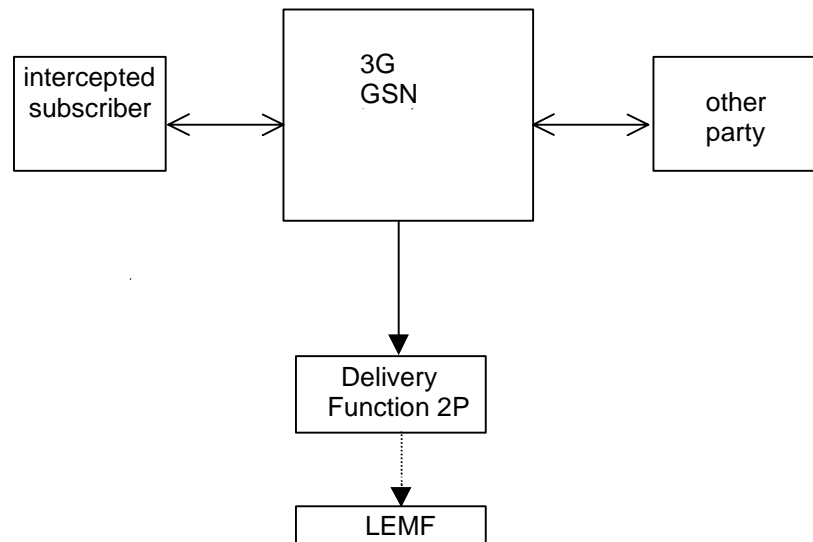 intercepted
subscriber
3G
GSN
other
party
Delivery
Function 2P
LEMF